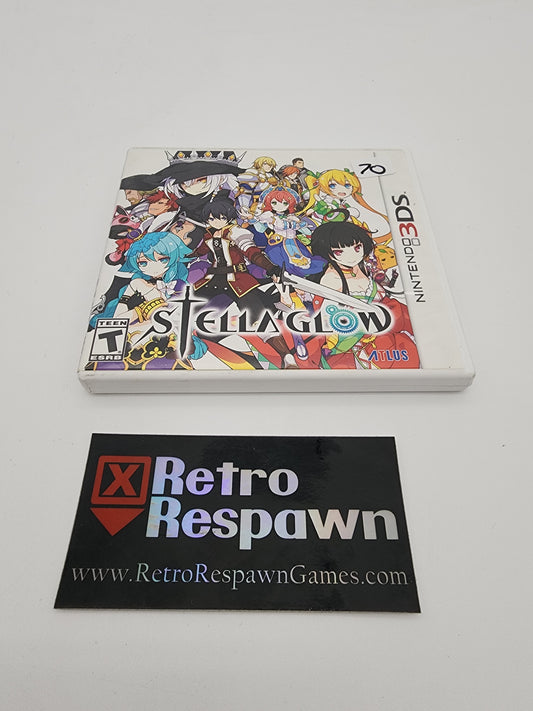 70
NINTENDO 3DS
STELLA GLOW
TEEN
T
ESRB
ATLUS
X Retro
Respawn
www.RetroRespawnGames.com